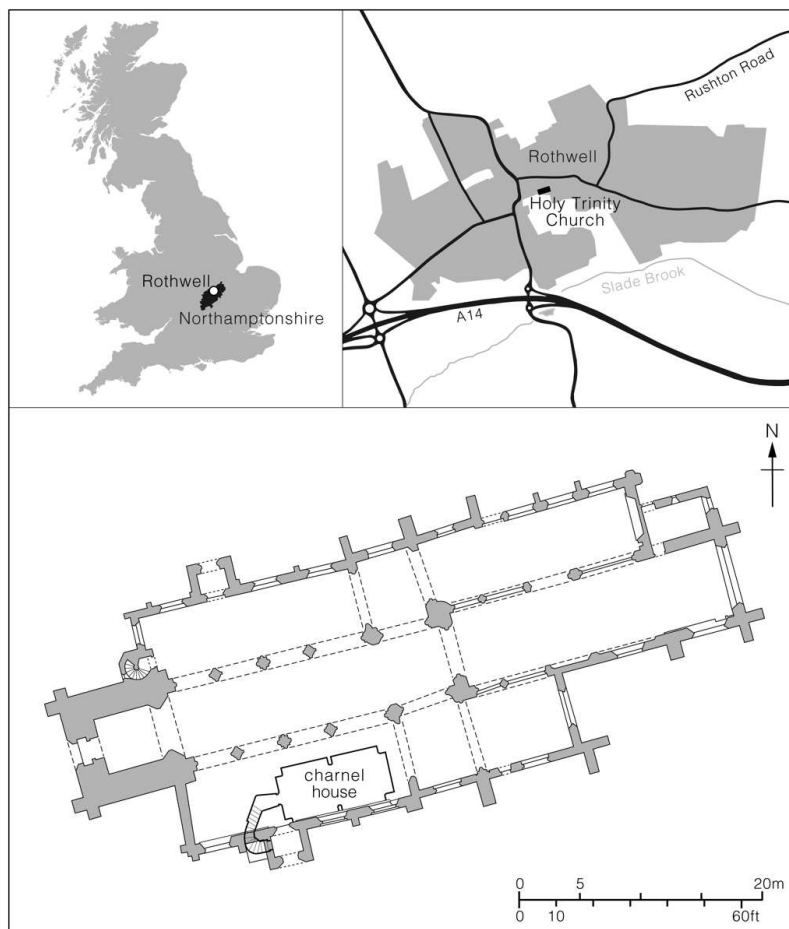 Rothwell
Northamptonshire
Rushton Road
Rothwell
Holy Trinity
Church
Slade Brook
A14
N
charnel
house
0 5 20m
0 10 60ft